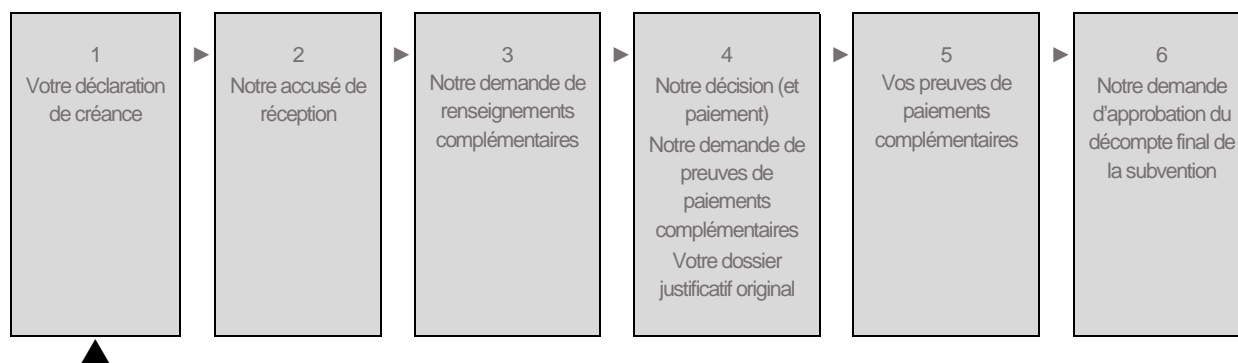 1
Votre déclaration
de créance
►
2
Notre accusé de
réception
►
3
Notre demande de
renseignements
complémentaires
►
4
Notre décision (et
paiement)
Notre demande de
preuves de
paiements
complémentaires
Votre dossier
justificatif original
►
5
Vos preuves de
paiements
complémentaires
►
6
Notre demande
d'approbation du
décompte final de
la subvention